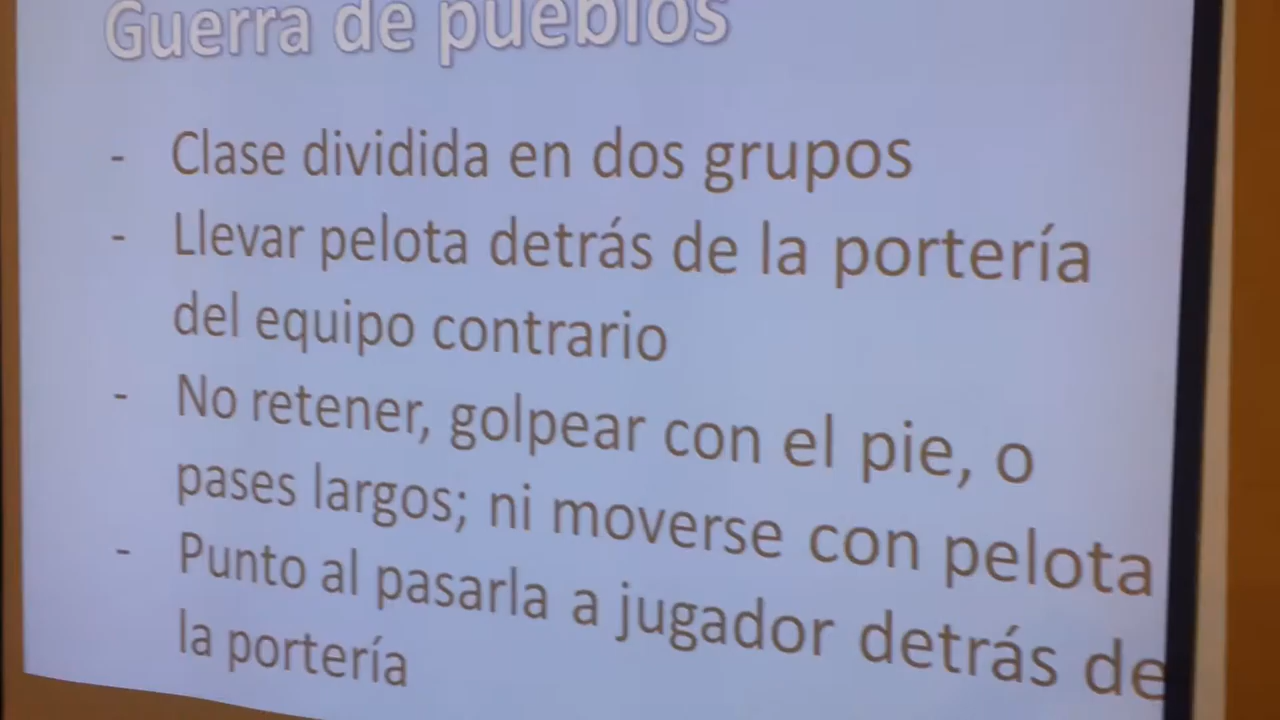 Guerra de pueblos
- Clase dividida en dos grupos
- Llevar pelota detrás de la portería
del equipo contrario
- No retener, golpear con el pie, o
pases largos; ni moverse con pelota
- Punto al pasarla a jugador detrás de
la portería